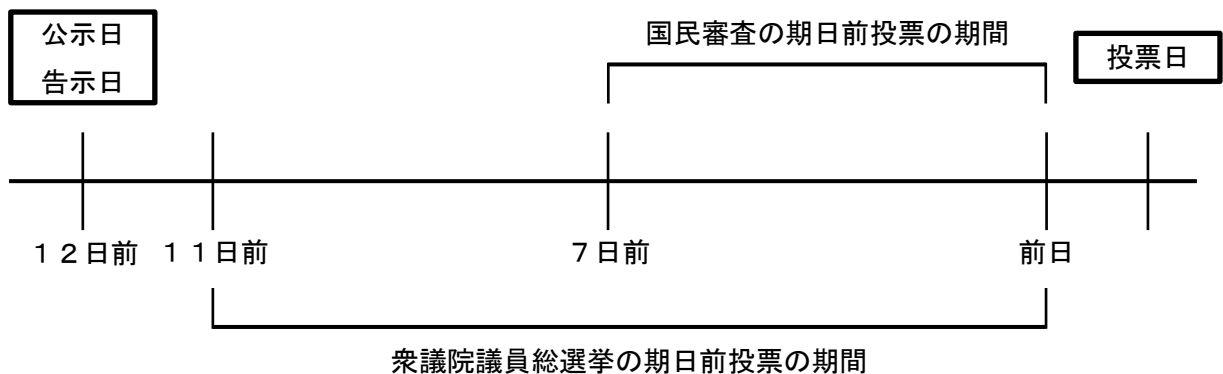 公示日
告示日
国民審査の期日前投票の期間
投票日
１２日前
１１日前
７日前
前日
衆議院議員総選挙の期日前投票の期間